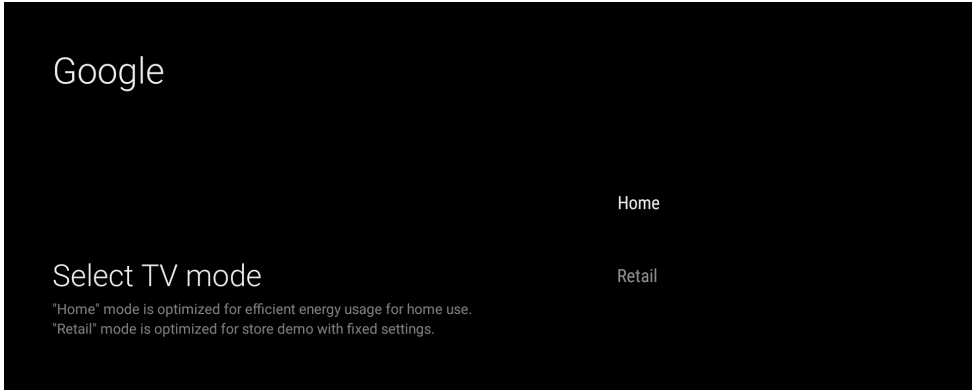 Google
Home
Select TV mode
Retail
"Home" mode is optimized for efficient energy usage for home use.
"Retail" mode is optimized for store demo with fixed settings.